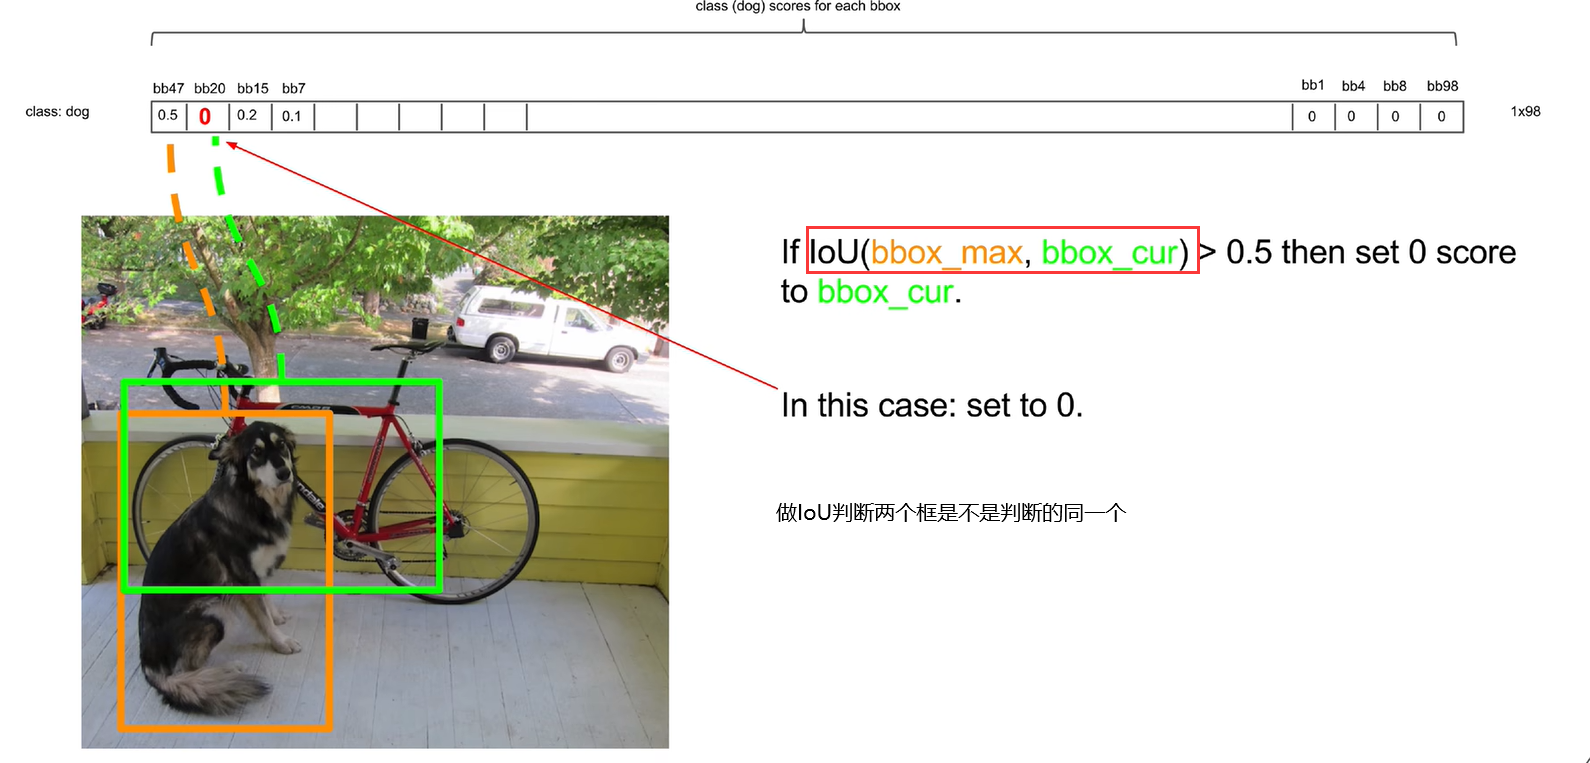 class (dog) scores for each bbox
bb47 bb20 bb15 bb7 bb1 bb4 bb8 bb98
class: dog 0.5 0 0.2 0.1 0 0 0 0 1x98
If IoU(bbox_max, bbox_cur) > 0.5 then set 0 score
to bbox_cur.
In this case: set to 0.
做IoU判断两个框是不是判断的同一个